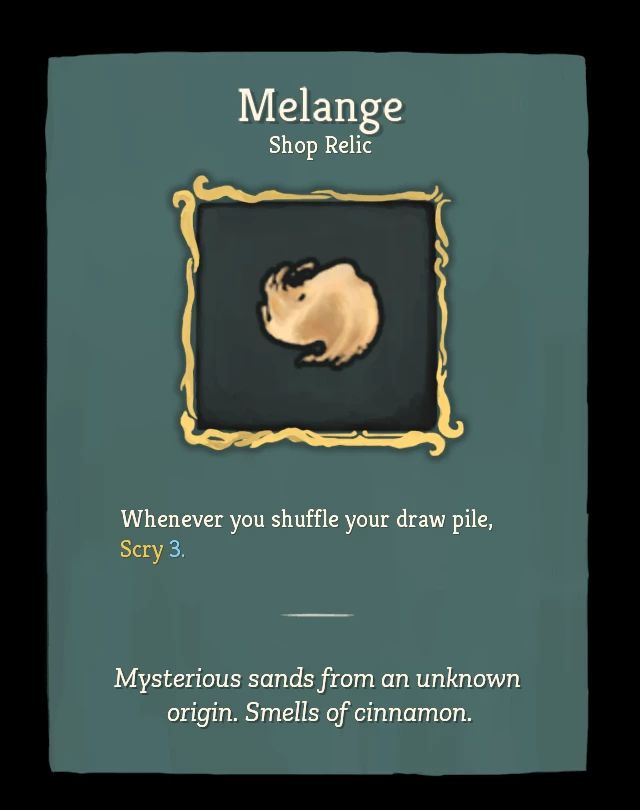 Melange
Shop Relic
Whenever you shuffle your draw pile,
Scry 3.
Mysterious sands from an unknown
origin. Smells of cinnamon.